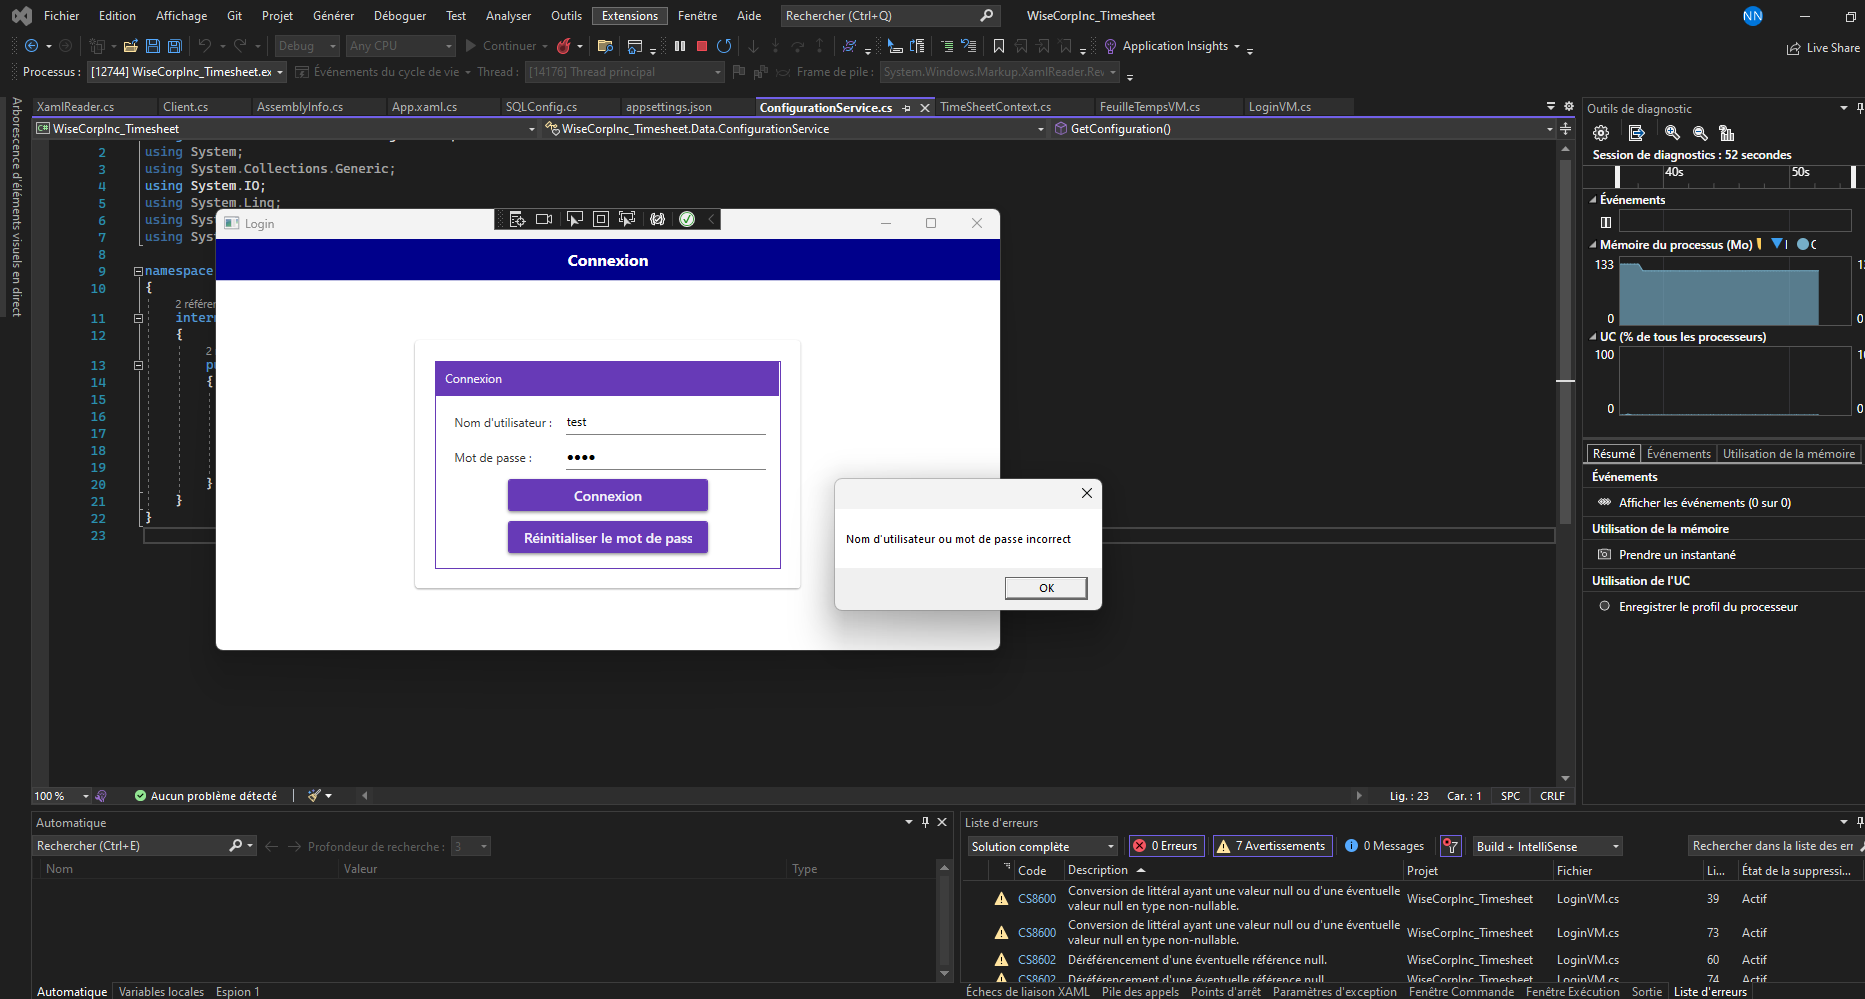 Fichier Edition Affichage Git Projet Générer Déboguer Test Analyser Outils Extensions Fenêtre Aide Rechercher (Ctrl+Q) WiseCorpInc_Timesheet NN
Debug Any CPU Continuer Application Insights Live Share
Processus : [12744] WiseCorpInc_Timesheet.ex Événements du cycle de vie Thread : [14176] Thread principal Frame de pile : System.Windows.Markup.XamlReader.Rew
Arborescence d'éléments visuels en direct
XamlReader.cs Client.cs AssemblyInfo.cs App.xaml.cs SQLConfig.cs appsettings.json ConfigurationService.cs TimeSheetContext.cs FeuilleTempsVM.cs LoginVM.cs
WiseCorpInc_Timesheet WiseCorpInc_Timesheet.Data.ConfigurationService GetConfiguration()
2 using System;
3 using System.Collections.Generic;
4 using System.IO;
5 using System.Linq;
6 using Sys
7 using Sys
8
9 namespace
10 {
2 référen
11 intern
12 {
2
13 pu
14 {
15
16
17
18
19
20 }
21 }
22 }
23
Login
Connexion
Connexion
Nom d'utilisateur : test
Mot de passe : ••••
Connexion
Réinitialiser le mot de pass
Nom d'utilisateur ou mot de passe incorrect
OK
100 % Aucun problème détecté Lig. : 23 Car. : 1 SPC CRLF
Outils de diagnostic
Session de diagnostics : 52 secondes
40s 50s
Événements
Mémoire du processus (Mo)
133
0 0
UC (% de tous les processeurs)
100
0 0
Résumé Événements Utilisation de la mémoire
Événements
Afficher les événements (0 sur 0)
Utilisation de la mémoire
Prendre un instantané
Utilisation de l'UC
Enregistrer le profil du processeur
Automatique
Rechercher (Ctrl+E) Profondeur de recherche : 3
Nom Valeur Type
Automatique Variables locales Espion 1
Liste d'erreurs
Solution complète 0 Erreurs 7 Avertissements 0 Messages Build + IntelliSense Rechercher dans la liste des err
Code Description Projet Fichier Li... État de la suppressi...
CS8600 Conversion de littéral ayant une valeur null ou d'une éventuelle valeur null en type non-nullable. WiseCorpInc_Timesheet LoginVM.cs 39 Actif
CS8600 Conversion de littéral ayant une valeur null ou d'une éventuelle valeur null en type non-nullable. WiseCorpInc_Timesheet LoginVM.cs 73 Actif
CS8602 Déréférencement d'une éventuelle référence null. WiseCorpInc_Timesheet LoginVM.cs 60 Actif
CS8602 Déréférencement d'une éventuelle référence null. WiseCorpInc_Timesheet LoginVM.cs 74 Actif
Échecs de liaison XAML Pile des appels Points d'arrêt Paramètres d'exception Fenêtre Commande Fenêtre Exécution Sortie Liste d'erreurs